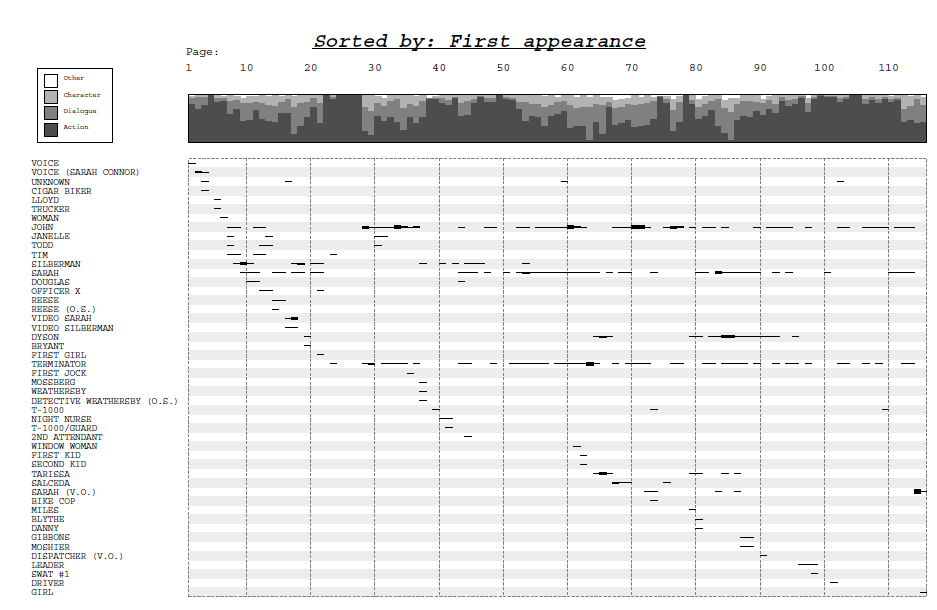 Sorted by: First appearance
Page:
1 10 20 30 40 50 60 70 80 90 100 110
Other
Character
Dialogue
Action
VOICE
VOICE (SARAH CONNOR)
UNKNOWN
CIGAR BIKER
LLOYD
TRUCKER
WOMAN
JOHN
JANELLE
TODD
TIM
SILBERMAN
SARAH
DOUGLAS
OFFICER X
REESE
REESE (O.S.)
VIDEO SARAH
VIDEO SILBERMAN
DYSON
BRYANT
FIRST GIRL
TERMINATOR
FIRST JOCK
MOSSBERG
WEATHERSBY
DETECTIVE WEATHERSBY (O.S.)
T-1000
NIGHT NURSE
T-1000/GUARD
2ND ATTENDANT
WINDOW WOMAN
FIRST KID
SECOND KID
TARISSA
SALCEDA
SARAH (V.O.)
BIKE COP
MILES
BLYTHE
DANNY
GIBBONS
MOSHIER
DISPATCHER (V.O.)
LEADER
SWAT #1
DRIVER
GIRL